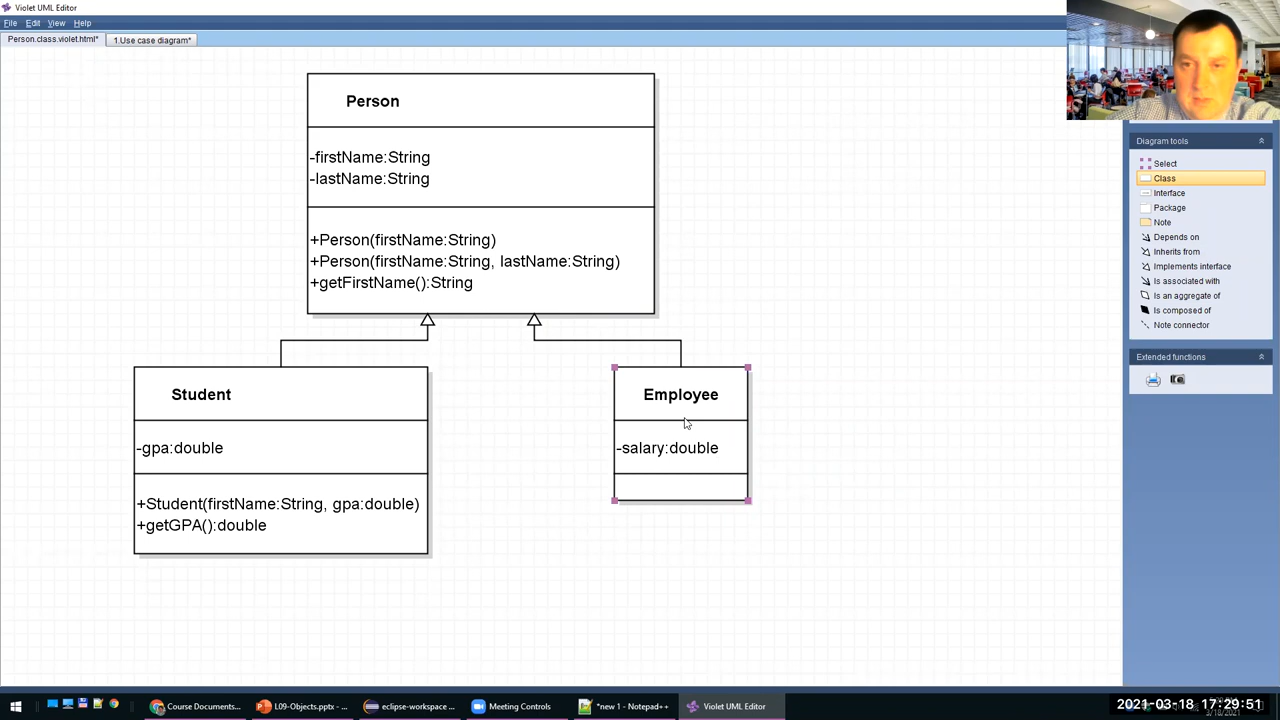 Violet UML Editor
File Edit View Help
Person.class.violet.html* 1.Use case diagram*
Person
-firstName:String
-lastName:String
+Person(firstName:String)
+Person(firstName:String, lastName:String)
+getFirstName():String
Student
-gpa:double
+Student(firstName:String, gpa:double)
+getGPA():double
Employee
-salary:double
Diagram tools
Select
Class
Interface
Package
Note
Depends on
Inherits from
Implements interface
Is associated with
Is an aggregate of
Is composed of
Note connector
Extended functions
Course Documents... L09-Objects.pptx - ... eclipse-workspace ... Meeting Controls *new 1 - Notepad++ Violet UML Editor
2021-03-18 17:29:51
3/18/2021